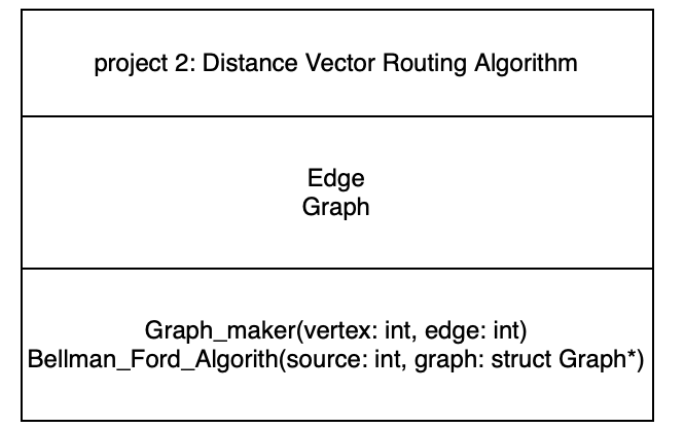 project 2: Distance Vector Routing Algorithm
Edge
Graph
Graph_maker(vertex: int, edge: int)
Bellman_Ford_Algorith(source: int, graph: struct Graph*)